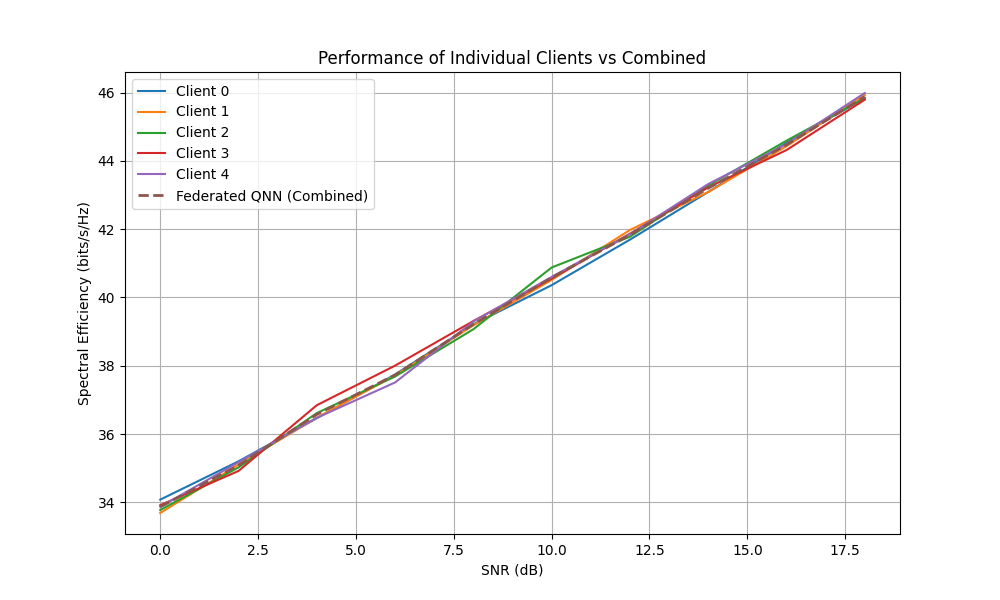 Performance of Individual Clients vs Combined
Client 0
Client 1
Client 2
Client 3
Client 4
Federated QNN (Combined)
Spectral Efficiency (bits/s/Hz)
46
44
42
40
38
36
34
0.0 2.5 5.0 7.5 10.0 12.5 15.0 17.5
SNR (dB)